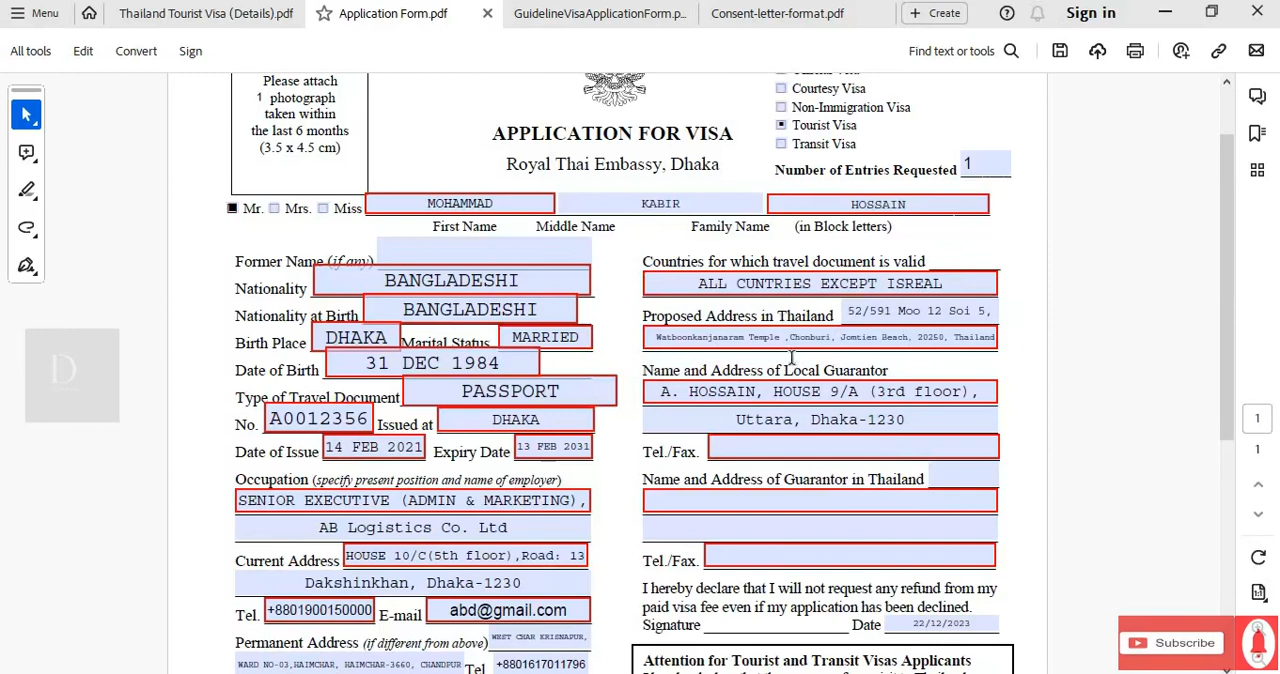 Menu
Thailand Tourist Visa (Details).pdf
Application Form.pdf
GuidelineVisaApplicationForm.p...
Consent-letter-format.pdf
Create
Sign in
All tools
Edit
Convert
Sign
Find text or tools
Please attach
1 photograph
taken within
the last 6 months
(3.5 x 4.5 cm)
Courtesy Visa
Non-Immigration Visa
Tourist Visa
Transit Visa
APPLICATION FOR VISA
Royal Thai Embassy, Dhaka
Number of Entries Requested 1
Mr. Mrs. Miss MOHAMMAD KABIR HOSSAIN
First Name Middle Name Family Name (in Block letters)
Former Name (if any)
Nationality BANGLADESHI
Nationality at Birth BANGLADESHI
Birth Place DHAKA Marital Status MARRIED
Date of Birth 31 DEC 1984
Type of Travel Document PASSPORT
No. A0012356 Issued at DHAKA
Date of Issue 14 FEB 2021 Expiry Date 13 FEB 2031
Occupation (specify present position and name of employer)
SENIOR EXECUTIVE (ADMIN & MARKETING),
AB Logistics Co. Ltd
Current Address HOUSE 10/C(5th floor),Road: 13
Dakshinkhan, Dhaka-1230
Tel. +8801900150000 E-mail abd@gmail.com
Permanent Address (if different from above) WEST CHAR KRISNAPUR,
WARD NO-03,HAIMCHAR, HAIMCHAR-3660, CHANDPUR Tel +8801617011796
Countries for which travel document is valid
ALL CUNTRIES EXCEPT ISREAL
Proposed Address in Thailand 52/591 Moo 12 Soi 5,
Watboonkanjanaram Temple ,Chonburi, Jomtien Beach, 20250, Thailand
Name and Address of Local Guarantor
A. HOSSAIN, HOUSE 9/A (3rd floor),
Uttara, Dhaka-1230
Tel./Fax.
Name and Address of Guarantor in Thailand
Tel./Fax.
I hereby declare that I will not request any refund from my
paid visa fee even if my application has been declined.
Signature Date 22/12/2023
Attention for Tourist and Transit Visas Applicants
D
1
1
Subscribe